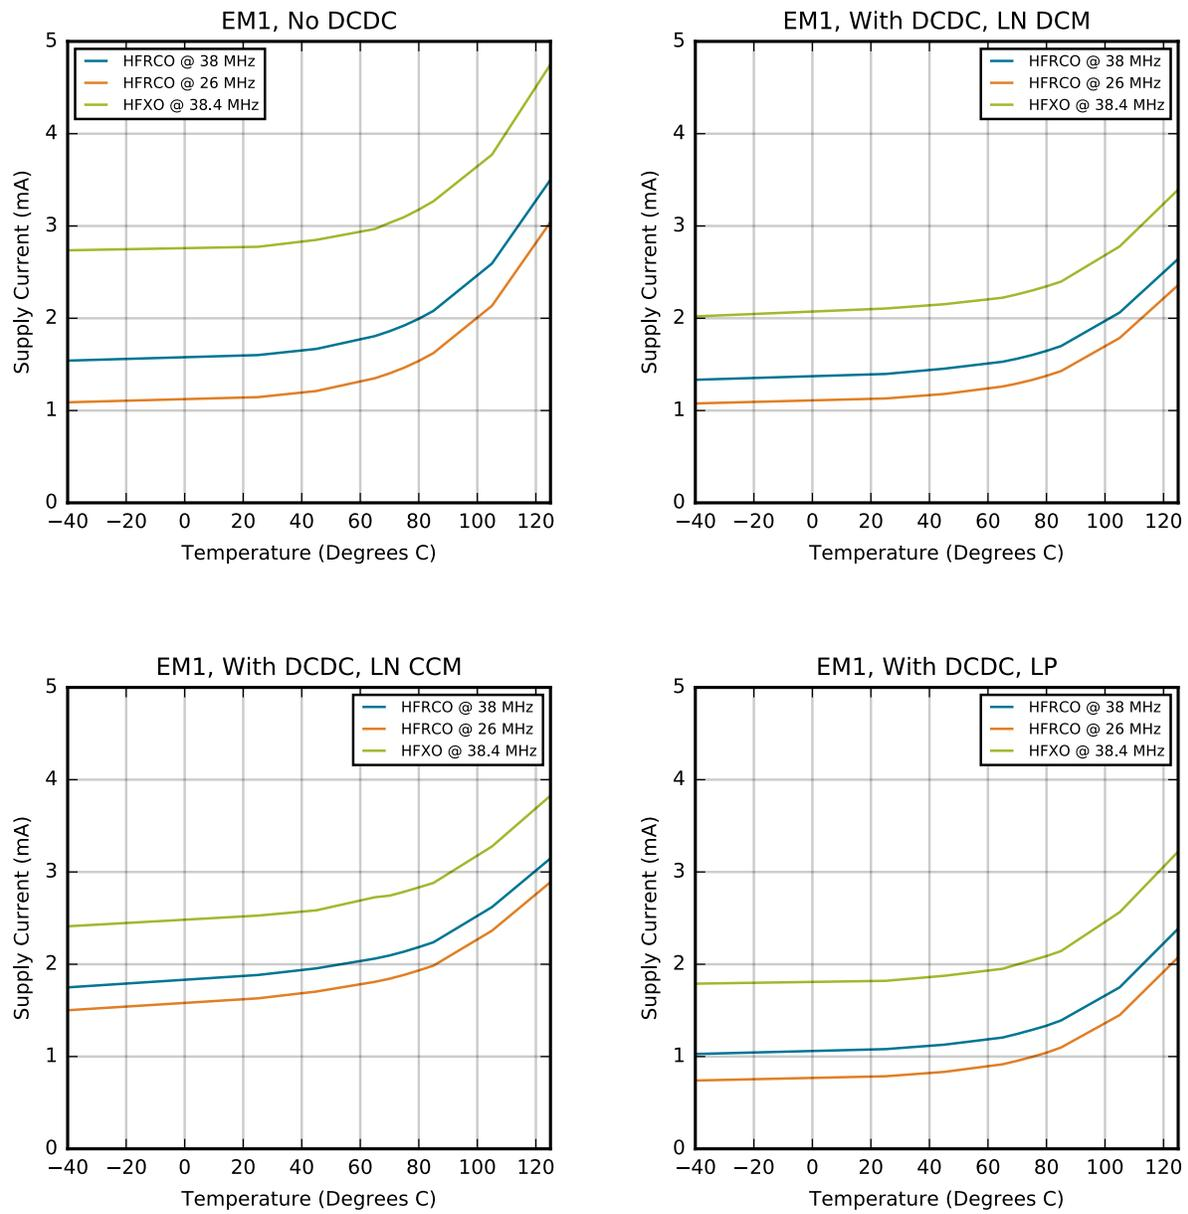 EM1, No DCDC
HFRCO @ 38 MHz
HFRCO @ 26 MHz
HFXO @ 38.4 MHz
Supply Current (mA)
5
4
3
2
1
0
−40 −20 0 20 40 60 80 100 120
Temperature (Degrees C)
EM1, With DCDC, LN DCM
HFRCO @ 38 MHz
HFRCO @ 26 MHz
HFXO @ 38.4 MHz
Supply Current (mA)
5
4
3
2
1
0
−40 −20 0 20 40 60 80 100 120
Temperature (Degrees C)
EM1, With DCDC, LN CCM
HFRCO @ 38 MHz
HFRCO @ 26 MHz
HFXO @ 38.4 MHz
Supply Current (mA)
5
4
3
2
1
0
−40 −20 0 20 40 60 80 100 120
Temperature (Degrees C)
EM1, With DCDC, LP
HFRCO @ 38 MHz
HFRCO @ 26 MHz
HFXO @ 38.4 MHz
Supply Current (mA)
5
4
3
2
1
0
−40 −20 0 20 40 60 80 100 120
Temperature (Degrees C)